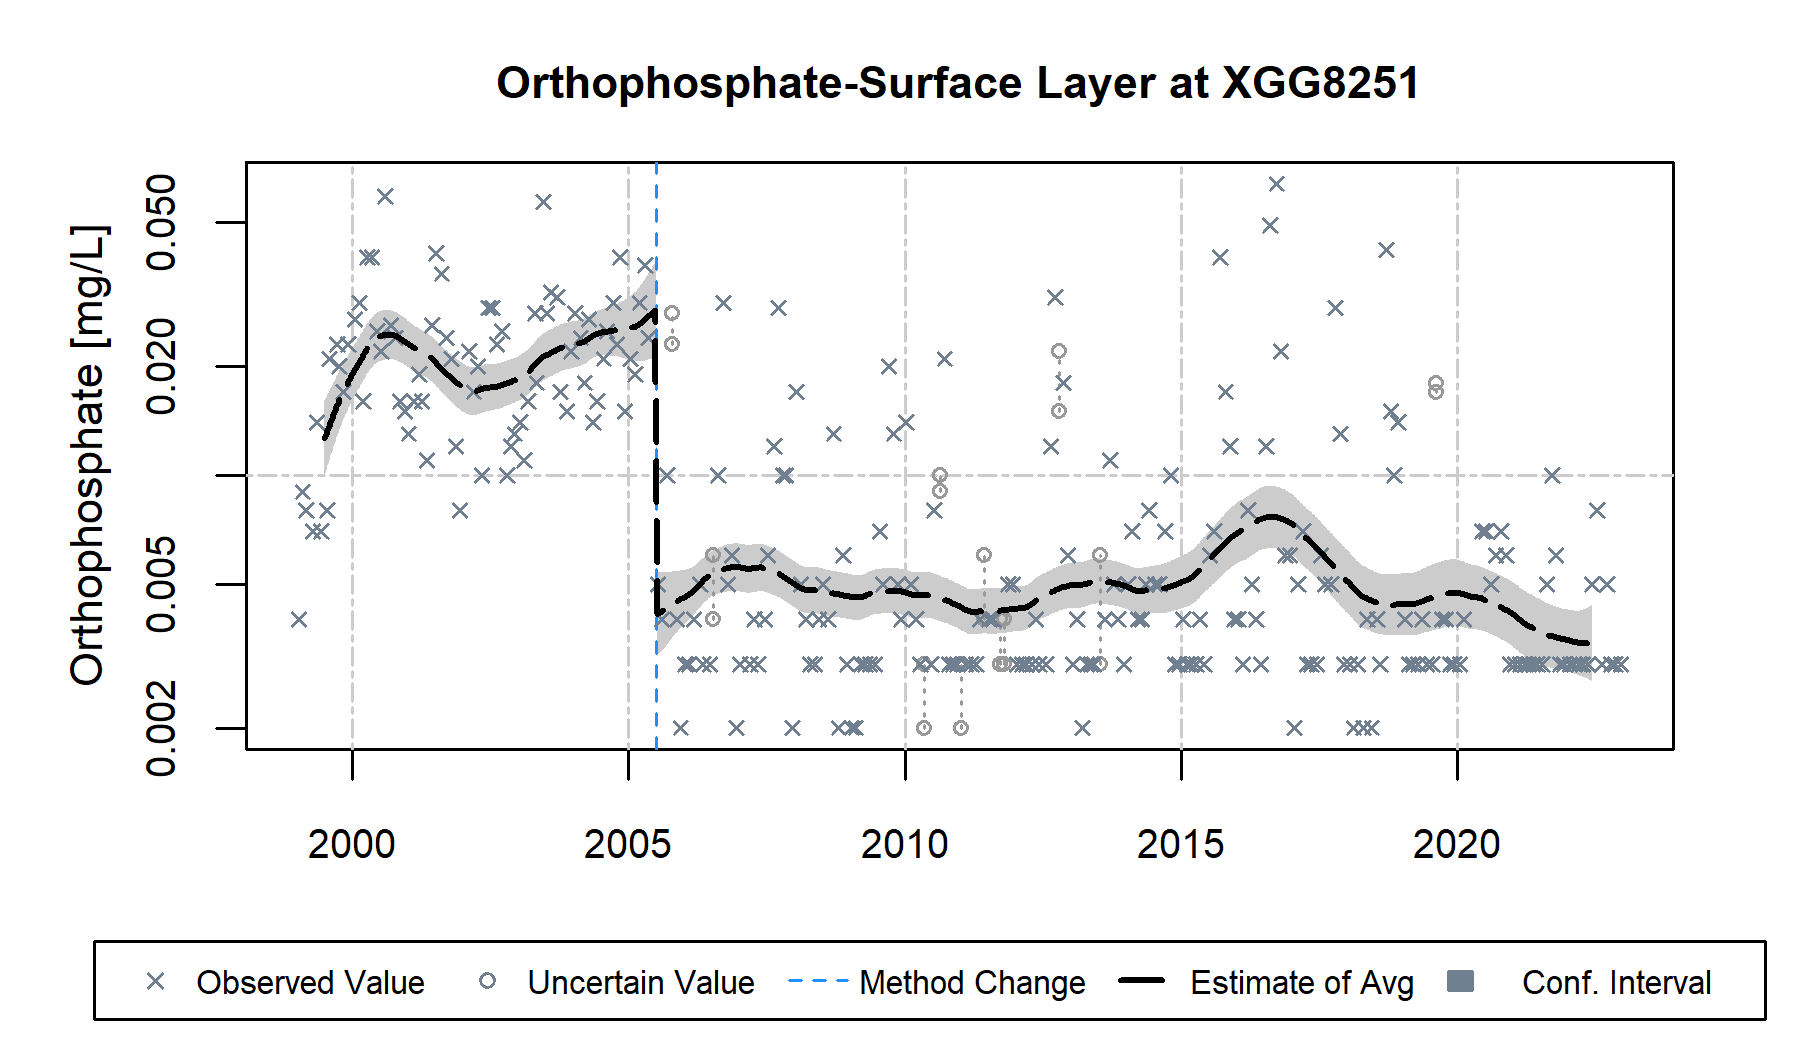 Orthophosphate-Surface Layer at XGG8251
Orthophosphate [mg/L]
0.050
0.020
0.005
0.002
2000 2005 2010 2015 2020
Observed Value Uncertain Value Method Change Estimate of Avg Conf. Interval